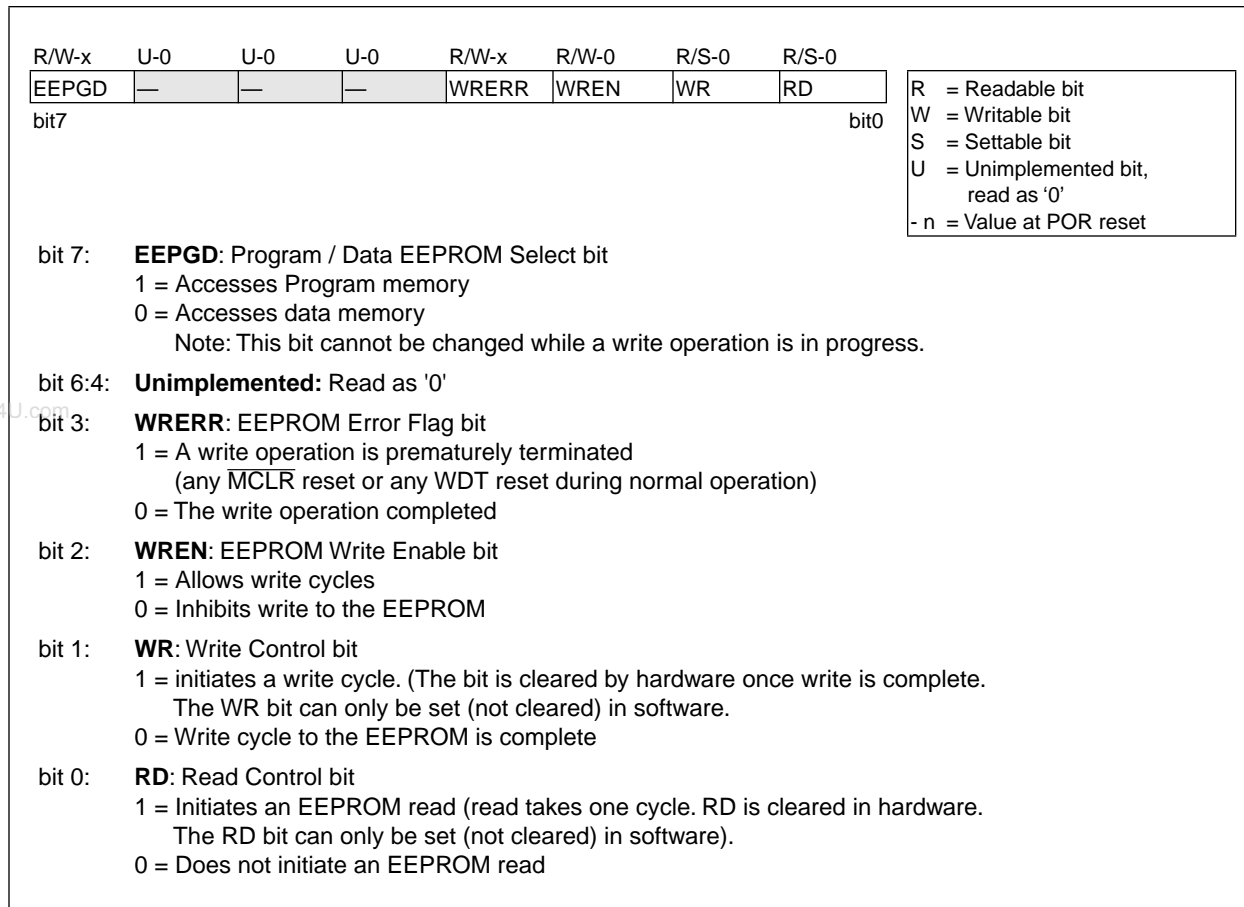 R/W-x U-0 U-0 U-0 R/W-x R/W-0 R/S-0 R/S-0
EEPGD — — — WRERR WREN WR RD
bit7 bit0
R = Readable bit
W = Writable bit
S = Settable bit
U = Unimplemented bit,
read as ‘0’
- n = Value at POR reset
bit 7: EEPGD: Program / Data EEPROM Select bit
1 = Accesses Program memory
0 = Accesses data memory
Note: This bit cannot be changed while a write operation is in progress.
bit 6:4: Unimplemented: Read as '0'
4U.com
bit 3: WRERR: EEPROM Error Flag bit
1 = A write operation is prematurely terminated
(any MCLR reset or any WDT reset during normal operation)
0 = The write operation completed
bit 2: WREN: EEPROM Write Enable bit
1 = Allows write cycles
0 = Inhibits write to the EEPROM
bit 1: WR: Write Control bit
1 = initiates a write cycle. (The bit is cleared by hardware once write is complete.
The WR bit can only be set (not cleared) in software.
0 = Write cycle to the EEPROM is complete
bit 0: RD: Read Control bit
1 = Initiates an EEPROM read (read takes one cycle. RD is cleared in hardware.
The RD bit can only be set (not cleared) in software).
0 = Does not initiate an EEPROM read